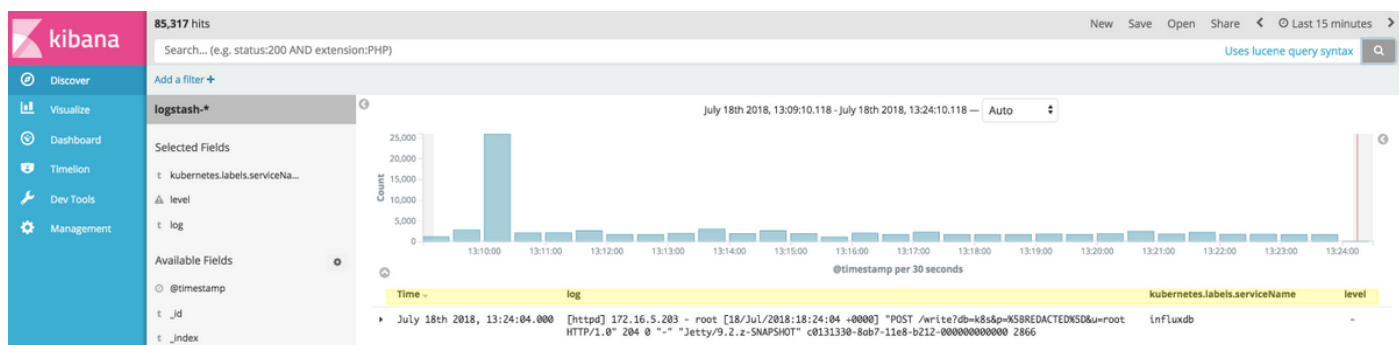 kibana
Discover
Visualize
Dashboard
Timelion
Dev Tools
Management
85,317 hits
New Save Open Share Last 15 minutes
Search... (e.g. status:200 AND extension:PHP)
Uses lucene query syntax
Add a filter +
logstash-*
Selected Fields
t kubernetes.labels.serviceNa...
level
t log
Available Fields
@timestamp
t _id
t _index
July 18th 2018, 13:09:10.118 - July 18th 2018, 13:24:10.118 — Auto
Count
25,000
20,000
15,000
10,000
5,000
0
13:10:00 13:11:00 13:12:00 13:13:00 13:14:00 13:15:00 13:16:00 13:17:00 13:18:00 13:19:00 13:20:00 13:21:00 13:22:00 13:23:00 13:24:00
@timestamp per 30 seconds
Time log kubernetes.labels.serviceName level
July 18th 2018, 13:24:04.000 [httpd] 172.16.5.203 - root [18/Jul/2018:18:24:04 +0000] "POST /write?db=k8s&p=%5BREDACTED%5D&u=root influxdb -
HTTP/1.0" 204 0 "-" "Jetty/9.2.z-SNAPSHOT" c0131330-8ab7-11e8-b212-000000000000 2866